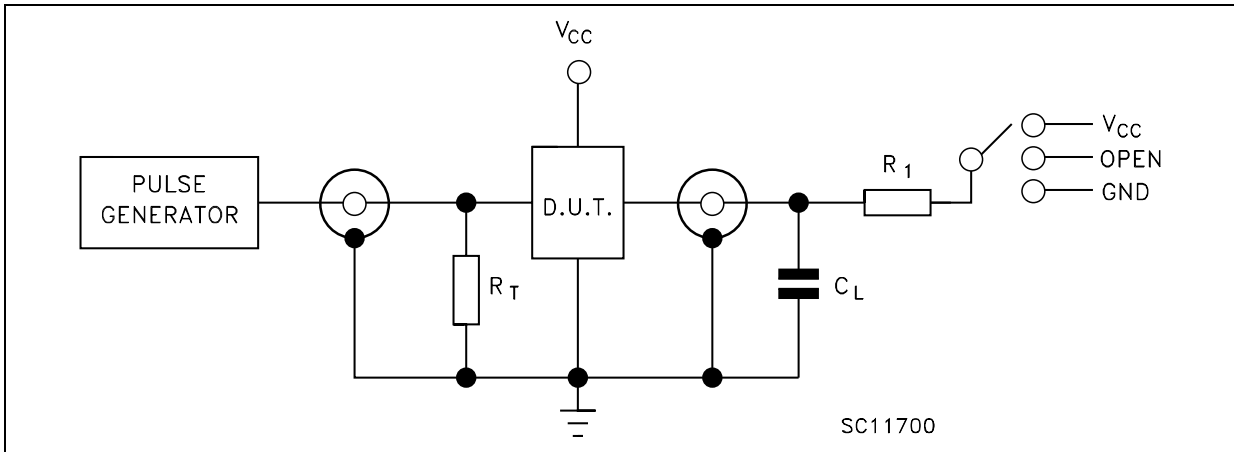 VCC
PULSE
GENERATOR
D.U.T.
RT
CL
R1
VCC
OPEN
GND
SC11700